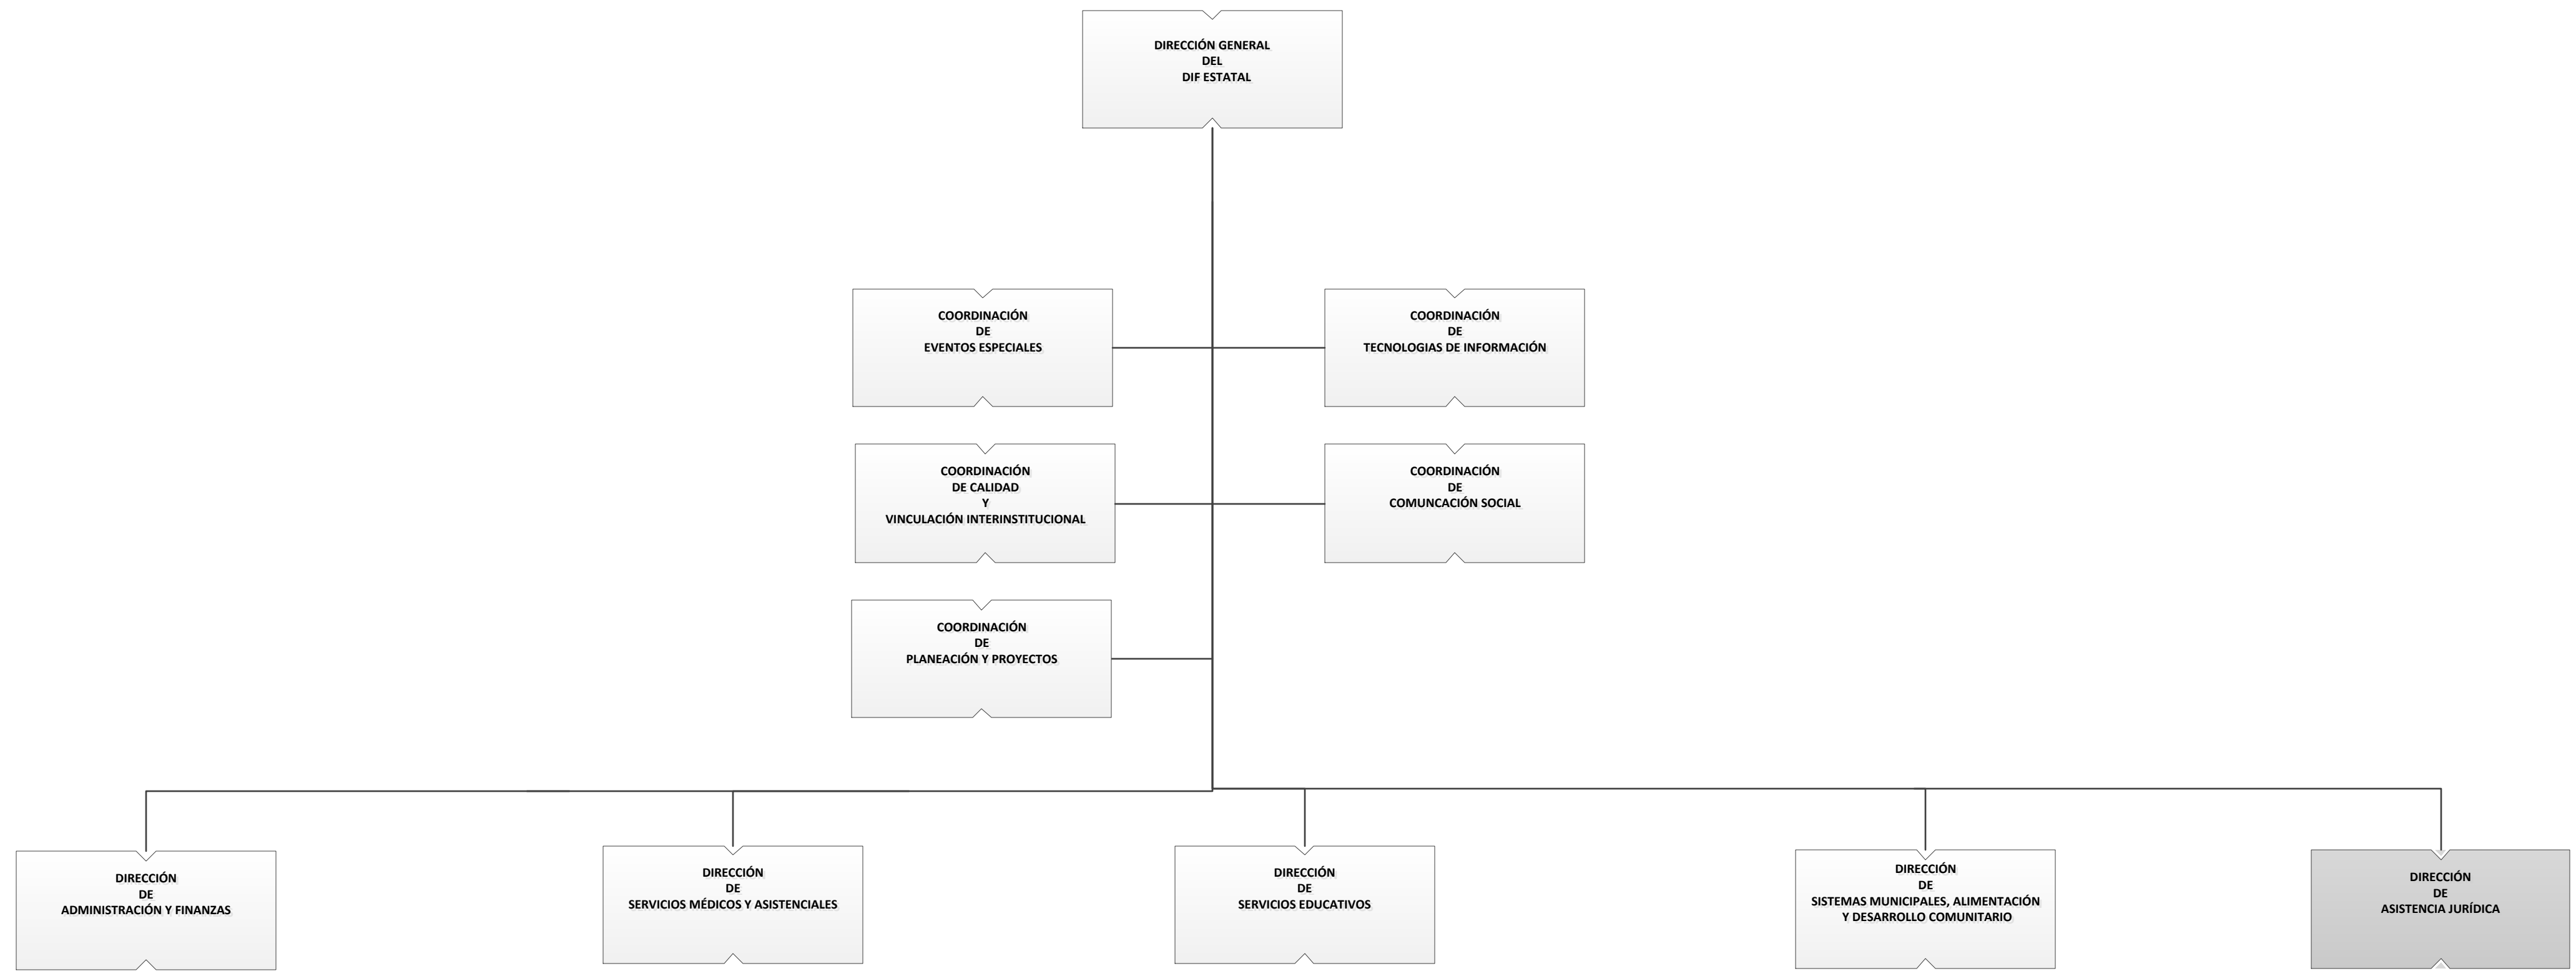 DIRECCIÓN GENERAL
DEL
DIF ESTATAL
COORDINACIÓN
DE
EVENTOS ESPECIALES
COORDINACIÓN
DE
TECNOLOGIAS DE INFORMACIÓN
COORDINACIÓN
DE CALIDAD
Y
VINCULACIÓN INTERINSTITUCIONAL
COORDINACIÓN
DE
COMUNCACIÓN SOCIAL
COORDINACIÓN
DE
PLANEACIÓN Y PROYECTOS
DIRECCIÓN
DE
ADMINISTRACIÓN Y FINANZAS
DIRECCIÓN
DE
SERVICIOS MÉDICOS Y ASISTENCIALES
DIRECCIÓN
DE
SERVICIOS EDUCATIVOS
DIRECCIÓN
DE
SISTEMAS MUNICIPALES, ALIMENTACIÓN
Y DESARROLLO COMUNITARIO
DIRECCIÓN
DE
ASISTENCIA JURÍDICA